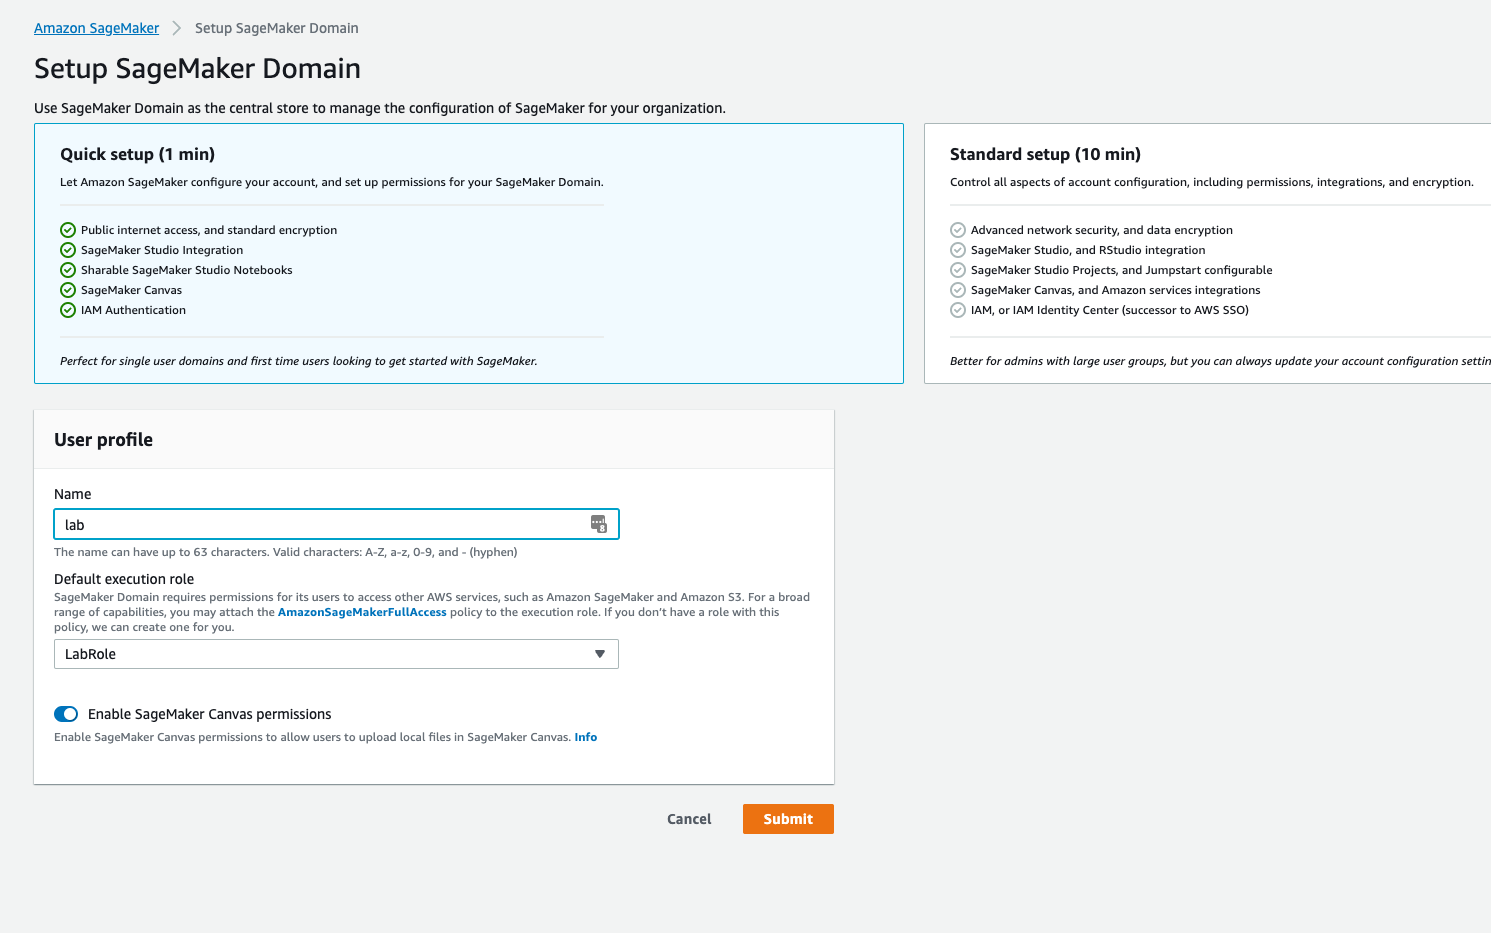 Amazon SageMaker > Setup SageMaker Domain
Setup SageMaker Domain
Use SageMaker Domain as the central store to manage the configuration of SageMaker for your organization.
Quick setup (1 min)
Let Amazon SageMaker configure your account, and set up permissions for your SageMaker Domain.
Public internet access, and standard encryption
SageMaker Studio Integration
Sharable SageMaker Studio Notebooks
SageMaker Canvas
IAM Authentication
Perfect for single user domains and first time users looking to get started with SageMaker.
Standard setup (10 min)
Control all aspects of account configuration, including permissions, integrations, and encryption.
Advanced network security, and data encryption
SageMaker Studio, and RStudio integration
SageMaker Studio Projects, and Jumpstart configurable
SageMaker Canvas, and Amazon services integrations
IAM, or IAM Identity Center (successor to AWS SSO)
Better for admins with large user groups, but you can always update your account configuration settin
User profile
Name
lab
The name can have up to 63 characters. Valid characters: A-Z, a-z, 0-9, and - (hyphen)
Default execution role
SageMaker Domain requires permissions for its users to access other AWS services, such as Amazon SageMaker and Amazon S3. For a broad
range of capabilities, you may attach the AmazonSageMakerFullAccess policy to the execution role. If you don't have a role with this
policy, we can create one for you.
LabRole
Enable SageMaker Canvas permissions
Enable SageMaker Canvas permissions to allow users to upload local files in SageMaker Canvas. Info
Cancel
Submit